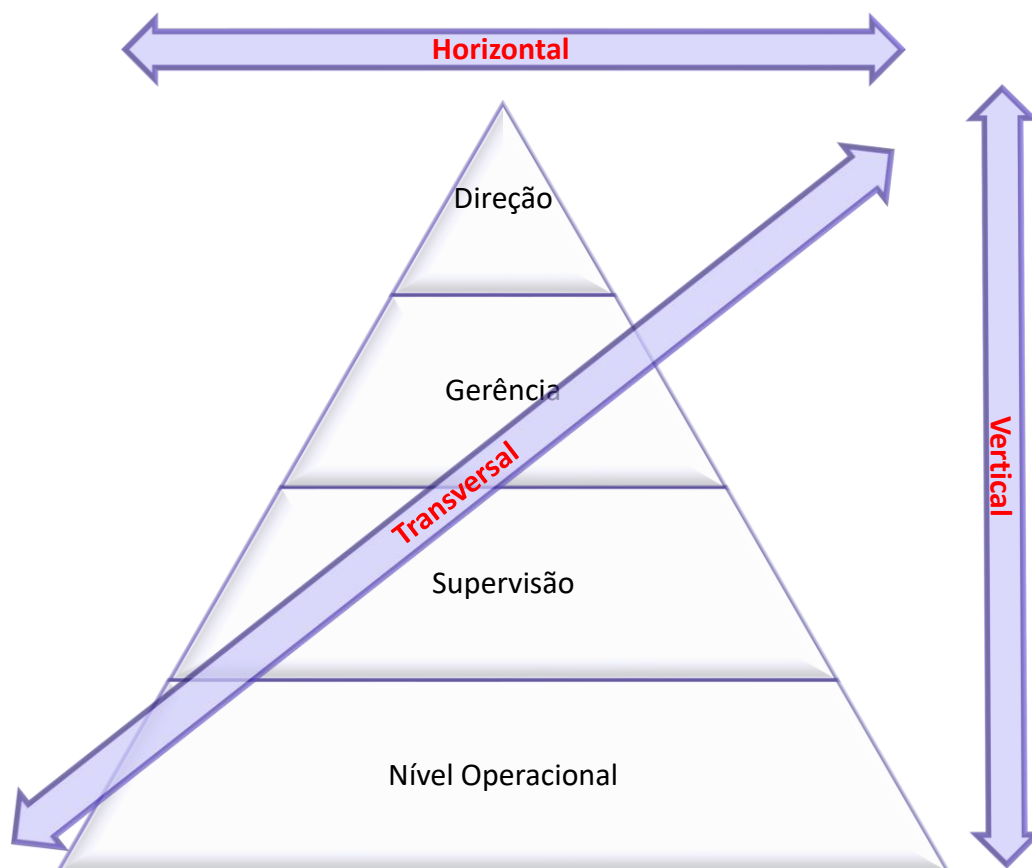 Horizontal
Direção
Gerência
Transversal
Vertical
Supervisão
Nível Operacional